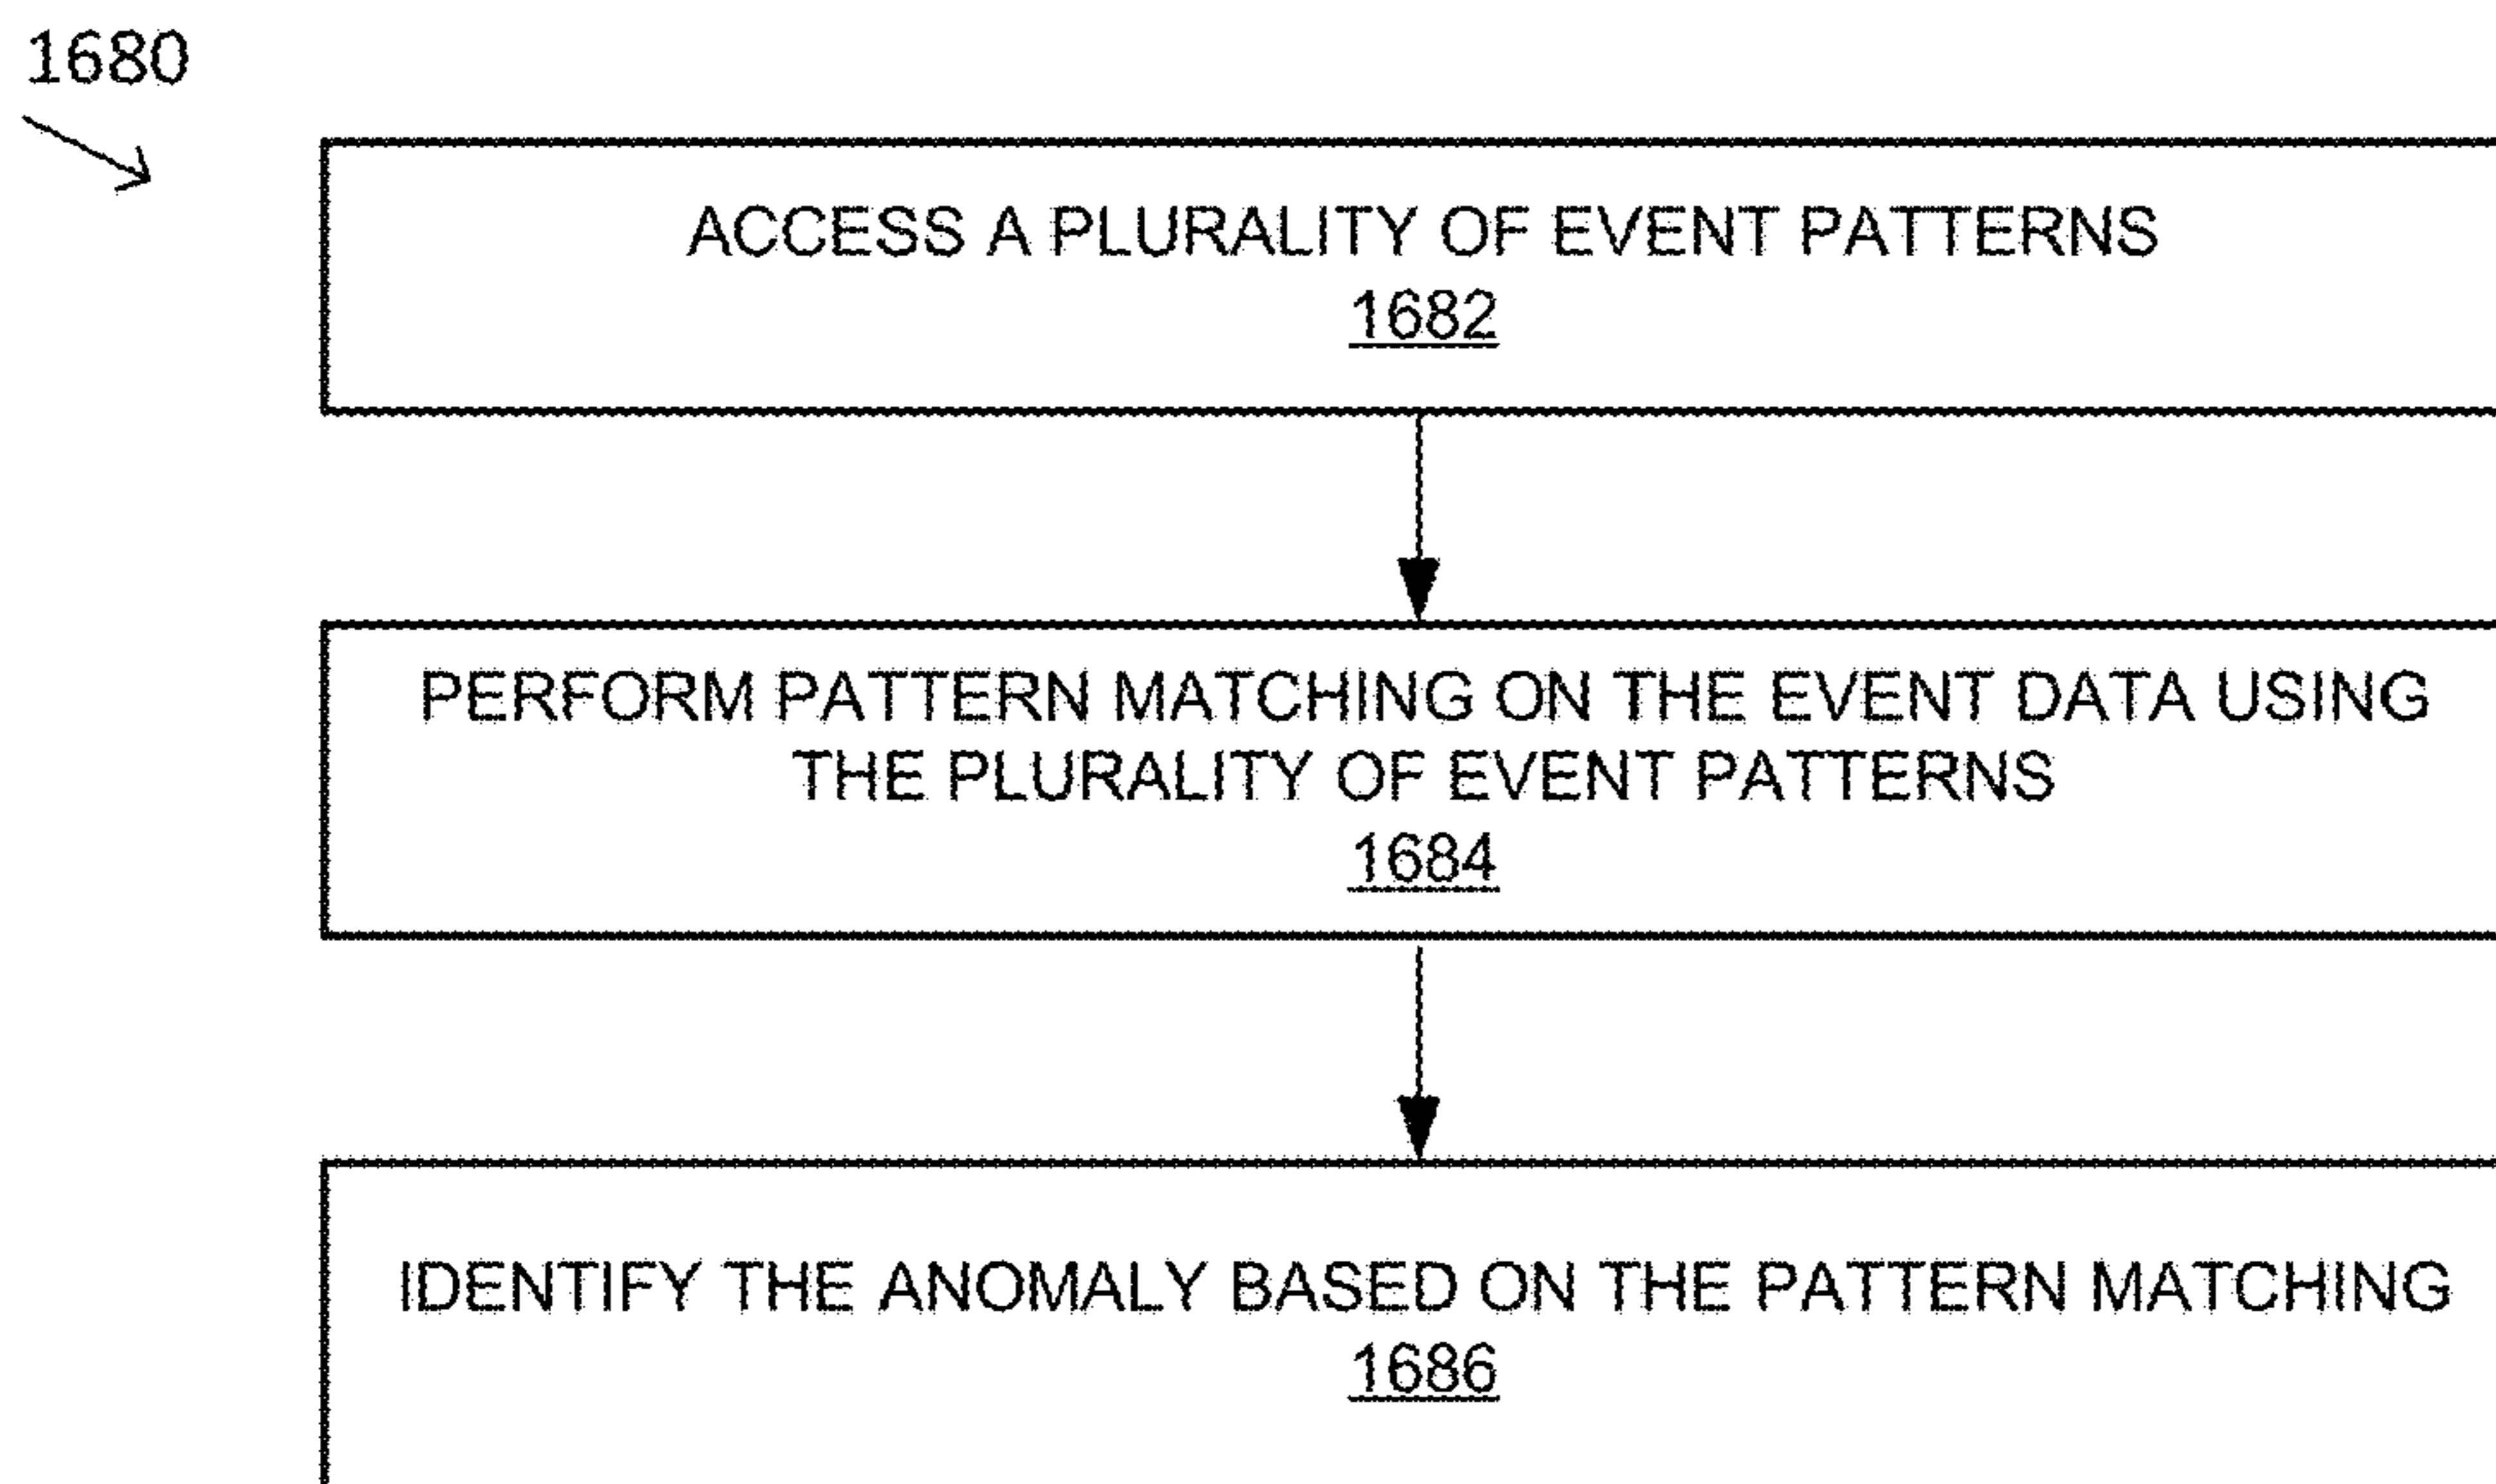 1680
ACCESS A PLURALITY OF EVENT PATTERNS
1682
PERFORM PATTERN MATCHING ON THE EVENT DATA USING
THE PLURALITY OF EVENT PATTERNS
1684
IDENTIFY THE ANOMALY BASED ON THE PATTERN MATCHING
1686